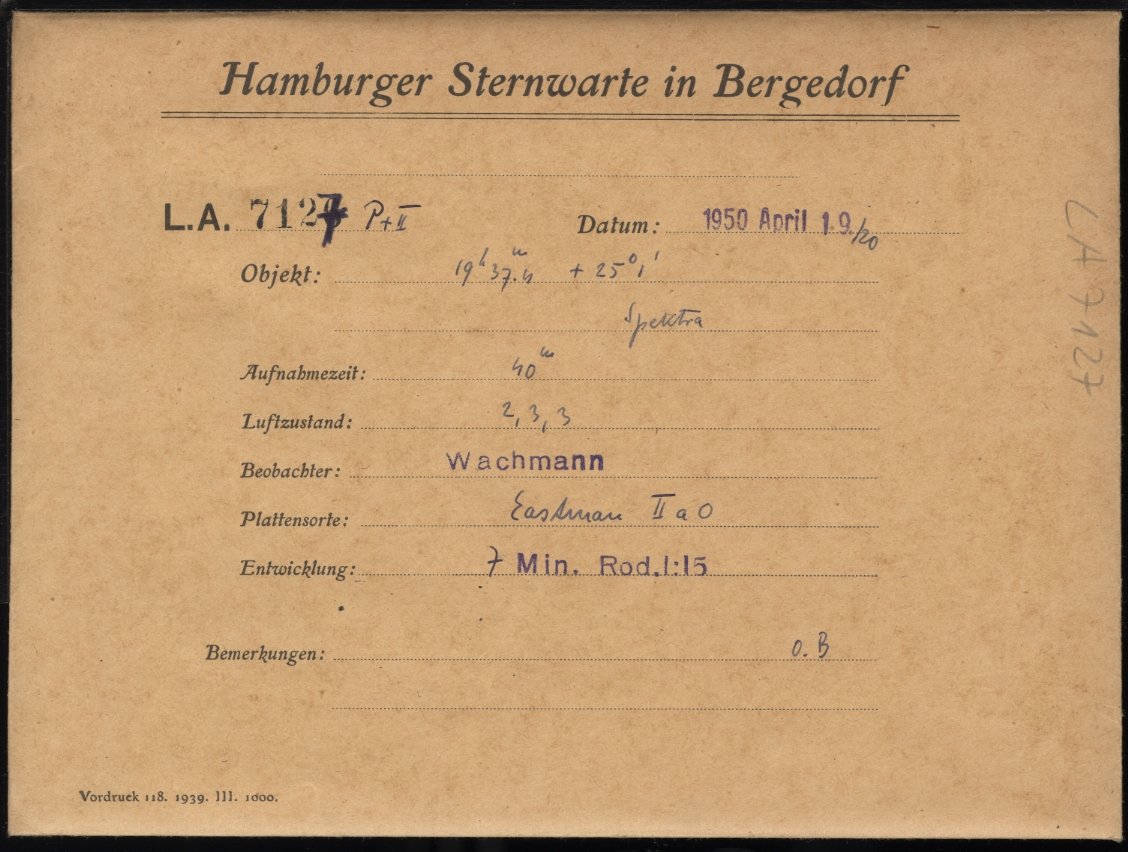 Hamburger Sternwarte in Bergedorf
L.A. 7127 P+II Datum: 1950 April 19./20
Objekt: 19h 37.4m + 25° 1'
Spektra
Aufnahmezeit: 40m
Luftzustand: 2, 3, 3
Beobachter: Wachmann
Plattensorte: Eastman II a O
Entwicklung: 7 Min. Rod. 1:15
Bemerkungen: O. B
Vordruck 118. 1939. III. 1000.
LA 7127